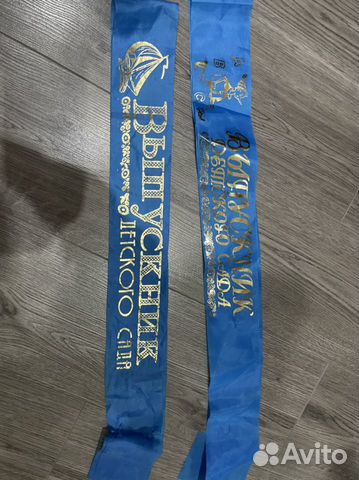 Выпускник
Детского сада
Выпускник
Детского сада
Avito